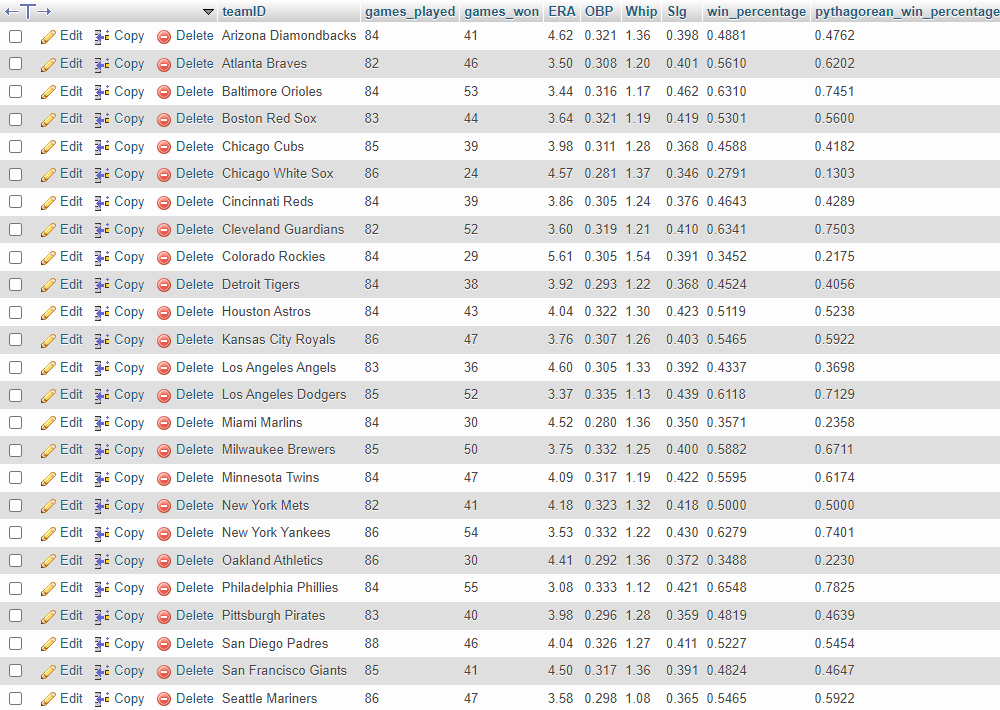 ←T→ teamID games_played games_won ERA OBP Whip Slg win_percentage pythagorean_win_percentage
Edit Copy Delete Arizona Diamondbacks 84 41 4.62 0.321 1.36 0.398 0.4881 0.4762
Edit Copy Delete Atlanta Braves 82 46 3.50 0.308 1.20 0.401 0.5610 0.6202
Edit Copy Delete Baltimore Orioles 84 53 3.44 0.316 1.17 0.462 0.6310 0.7451
Edit Copy Delete Boston Red Sox 83 44 3.64 0.321 1.19 0.419 0.5301 0.5600
Edit Copy Delete Chicago Cubs 85 39 3.98 0.311 1.28 0.368 0.4588 0.4182
Edit Copy Delete Chicago White Sox 86 24 4.57 0.281 1.37 0.346 0.2791 0.1303
Edit Copy Delete Cincinnati Reds 84 39 3.86 0.305 1.24 0.376 0.4643 0.4289
Edit Copy Delete Cleveland Guardians 82 52 3.60 0.319 1.21 0.410 0.6341 0.7503
Edit Copy Delete Colorado Rockies 84 29 5.61 0.305 1.54 0.391 0.3452 0.2175
Edit Copy Delete Detroit Tigers 84 38 3.92 0.293 1.22 0.368 0.4524 0.4056
Edit Copy Delete Houston Astros 84 43 4.04 0.322 1.30 0.423 0.5119 0.5238
Edit Copy Delete Kansas City Royals 86 47 3.76 0.307 1.26 0.403 0.5465 0.5922
Edit Copy Delete Los Angeles Angels 83 36 4.60 0.305 1.33 0.392 0.4337 0.3698
Edit Copy Delete Los Angeles Dodgers 85 52 3.37 0.335 1.13 0.439 0.6118 0.7129
Edit Copy Delete Miami Marlins 84 30 4.52 0.280 1.36 0.350 0.3571 0.2358
Edit Copy Delete Milwaukee Brewers 85 50 3.75 0.332 1.25 0.400 0.5882 0.6711
Edit Copy Delete Minnesota Twins 84 47 4.09 0.317 1.19 0.422 0.5595 0.6174
Edit Copy Delete New York Mets 82 41 4.18 0.323 1.32 0.418 0.5000 0.5000
Edit Copy Delete New York Yankees 86 54 3.53 0.332 1.22 0.430 0.6279 0.7401
Edit Copy Delete Oakland Athletics 86 30 4.41 0.292 1.36 0.372 0.3488 0.2230
Edit Copy Delete Philadelphia Phillies 84 55 3.08 0.333 1.12 0.421 0.6548 0.7825
Edit Copy Delete Pittsburgh Pirates 83 40 3.98 0.296 1.28 0.359 0.4819 0.4639
Edit Copy Delete San Diego Padres 88 46 4.04 0.326 1.27 0.411 0.5227 0.5454
Edit Copy Delete San Francisco Giants 85 41 4.50 0.317 1.36 0.391 0.4824 0.4647
Edit Copy Delete Seattle Mariners 86 47 3.58 0.298 1.08 0.365 0.5465 0.5922